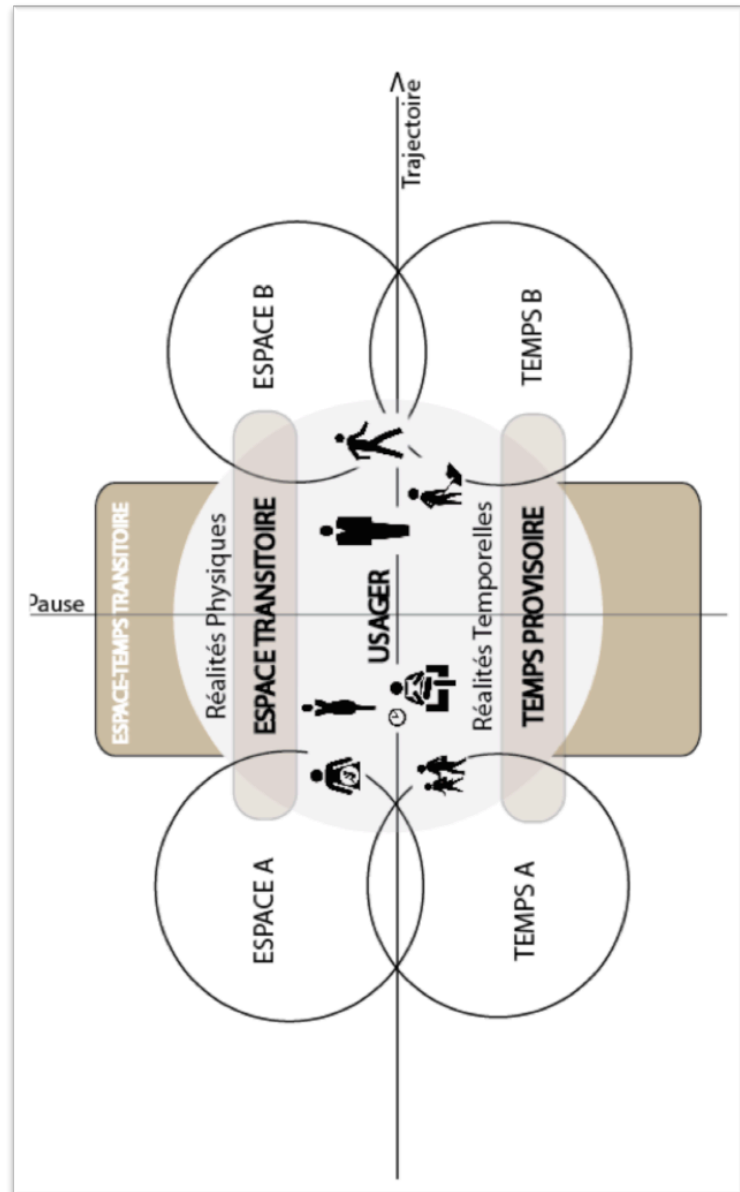 Pause
ESPACE-TEMPS TRANSITOIRE
Réalités Physiques
ESPACE A
ESPACE TRANSITOIRE
ESPACE B
USAGER
Trajectoire
Réalités Temporelles
TEMPS A
TEMPS PROVISOIRE
TEMPS B